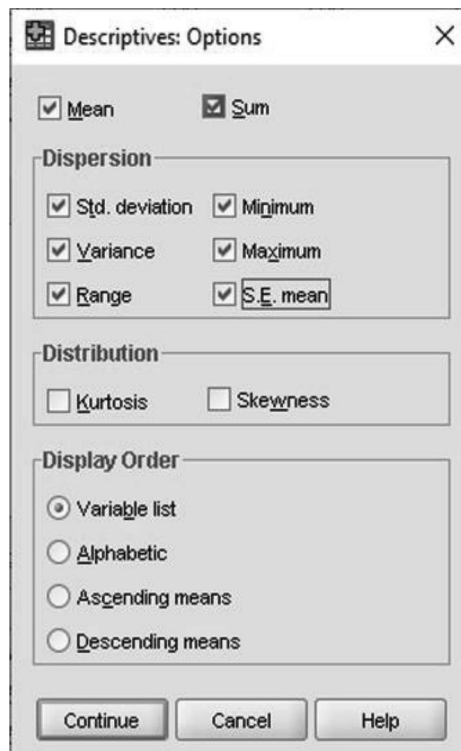 Descriptives: Options
Mean Sum
Dispersion
Std. deviation Minimum
Variance Maximum
Range S.E. mean
Distribution
Kurtosis Skewness
Display Order
Variable list
Alphabetic
Ascending means
Descending means
Continue Cancel Help